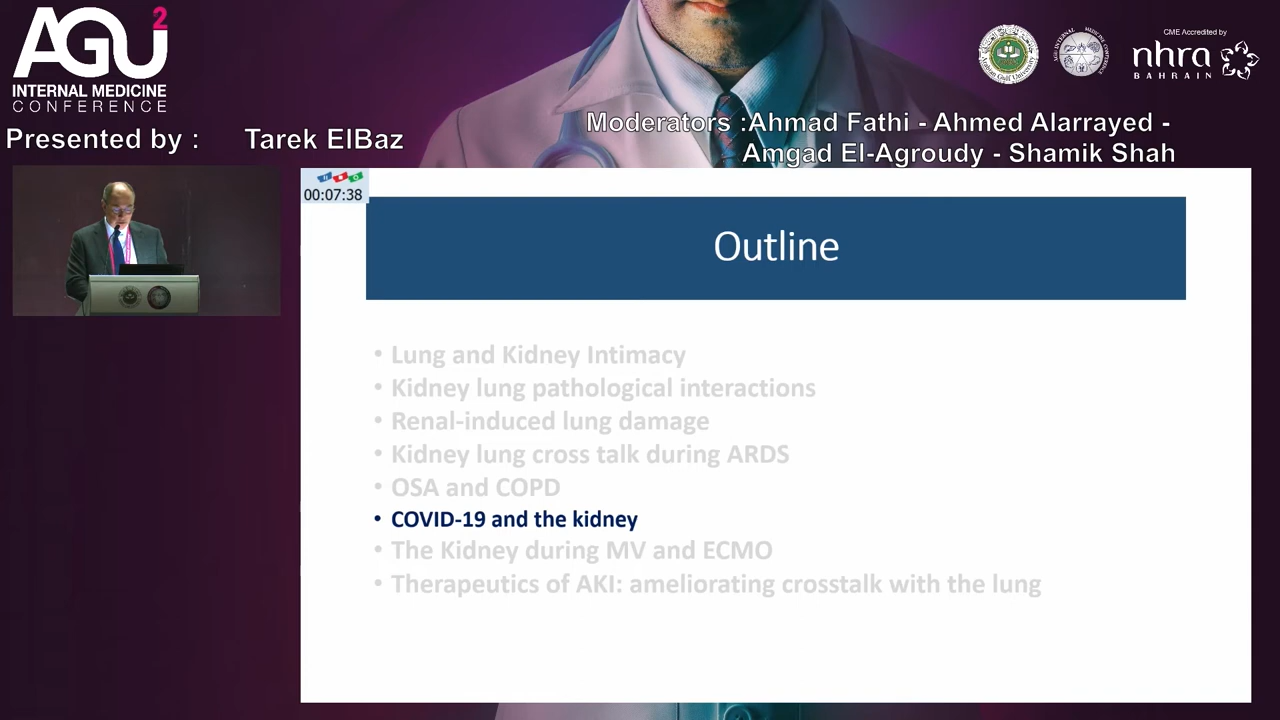 AGU2
INTERNAL MEDICINE
CONFERENCE
CME Accredited by
nhra
BAHRAIN
Presented by : Tarek ElBaz
Moderators :Ahmad Fathi - Ahmed Alarrayed -
Amgad El-Agroudy - Shamik Shah
00:07:38
Outline
• Lung and Kidney Intimacy
• Kidney lung pathological interactions
• Renal-induced lung damage
• Kidney lung cross talk during ARDS
• OSA and COPD
• COVID-19 and the kidney
• The Kidney during MV and ECMO
• Therapeutics of AKI: ameliorating crosstalk with the lung